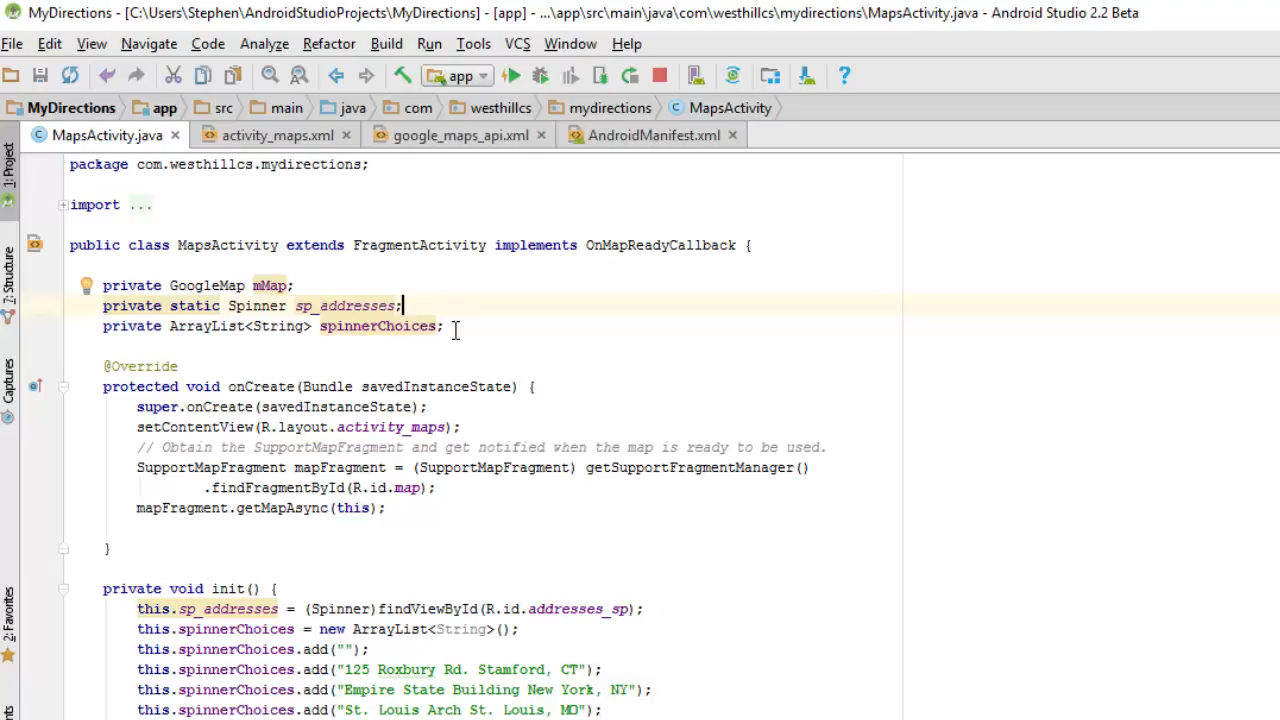 MyDirections - [C:\Users\Stephen\AndroidStudioProjects\MyDirections] - [app] - ...\app\src\main\java\com\westhillcs\mydirections\MapsActivity.java - Android Studio 2.2 Beta
File Edit View Navigate Code Analyze Refactor Build Run Tools VCS Window Help
app
MyDirections app src main java com westhillcs mydirections MapsActivity
MapsActivity.java activity_maps.xml google_maps_api.xml AndroidManifest.xml
1: Project
7: Structure
Captures
2: Favorites
package com.westhillcs.mydirections;
import ...
public class MapsActivity extends FragmentActivity implements OnMapReadyCallback {
private GoogleMap mMap;
private static Spinner sp_addresses;
private ArrayList<String> spinnerChoices;
@Override
protected void onCreate(Bundle savedInstanceState) {
super.onCreate(savedInstanceState);
setContentView(R.layout.activity_maps);
// Obtain the SupportMapFragment and get notified when the map is ready to be used.
SupportMapFragment mapFragment = (SupportMapFragment) getSupportFragmentManager()
.findFragmentById(R.id.map);
mapFragment.getMapAsync(this);
}
private void init() {
this.sp_addresses = (Spinner)findViewById(R.id.addresses_sp);
this.spinnerChoices = new ArrayList<String>();
this.spinnerChoices.add("");
this.spinnerChoices.add("125 Roxbury Rd. Stamford, CT");
this.spinnerChoices.add("Empire State Building New York, NY");
this.spinnerChoices.add("St. Louis Arch St. Louis, MO");